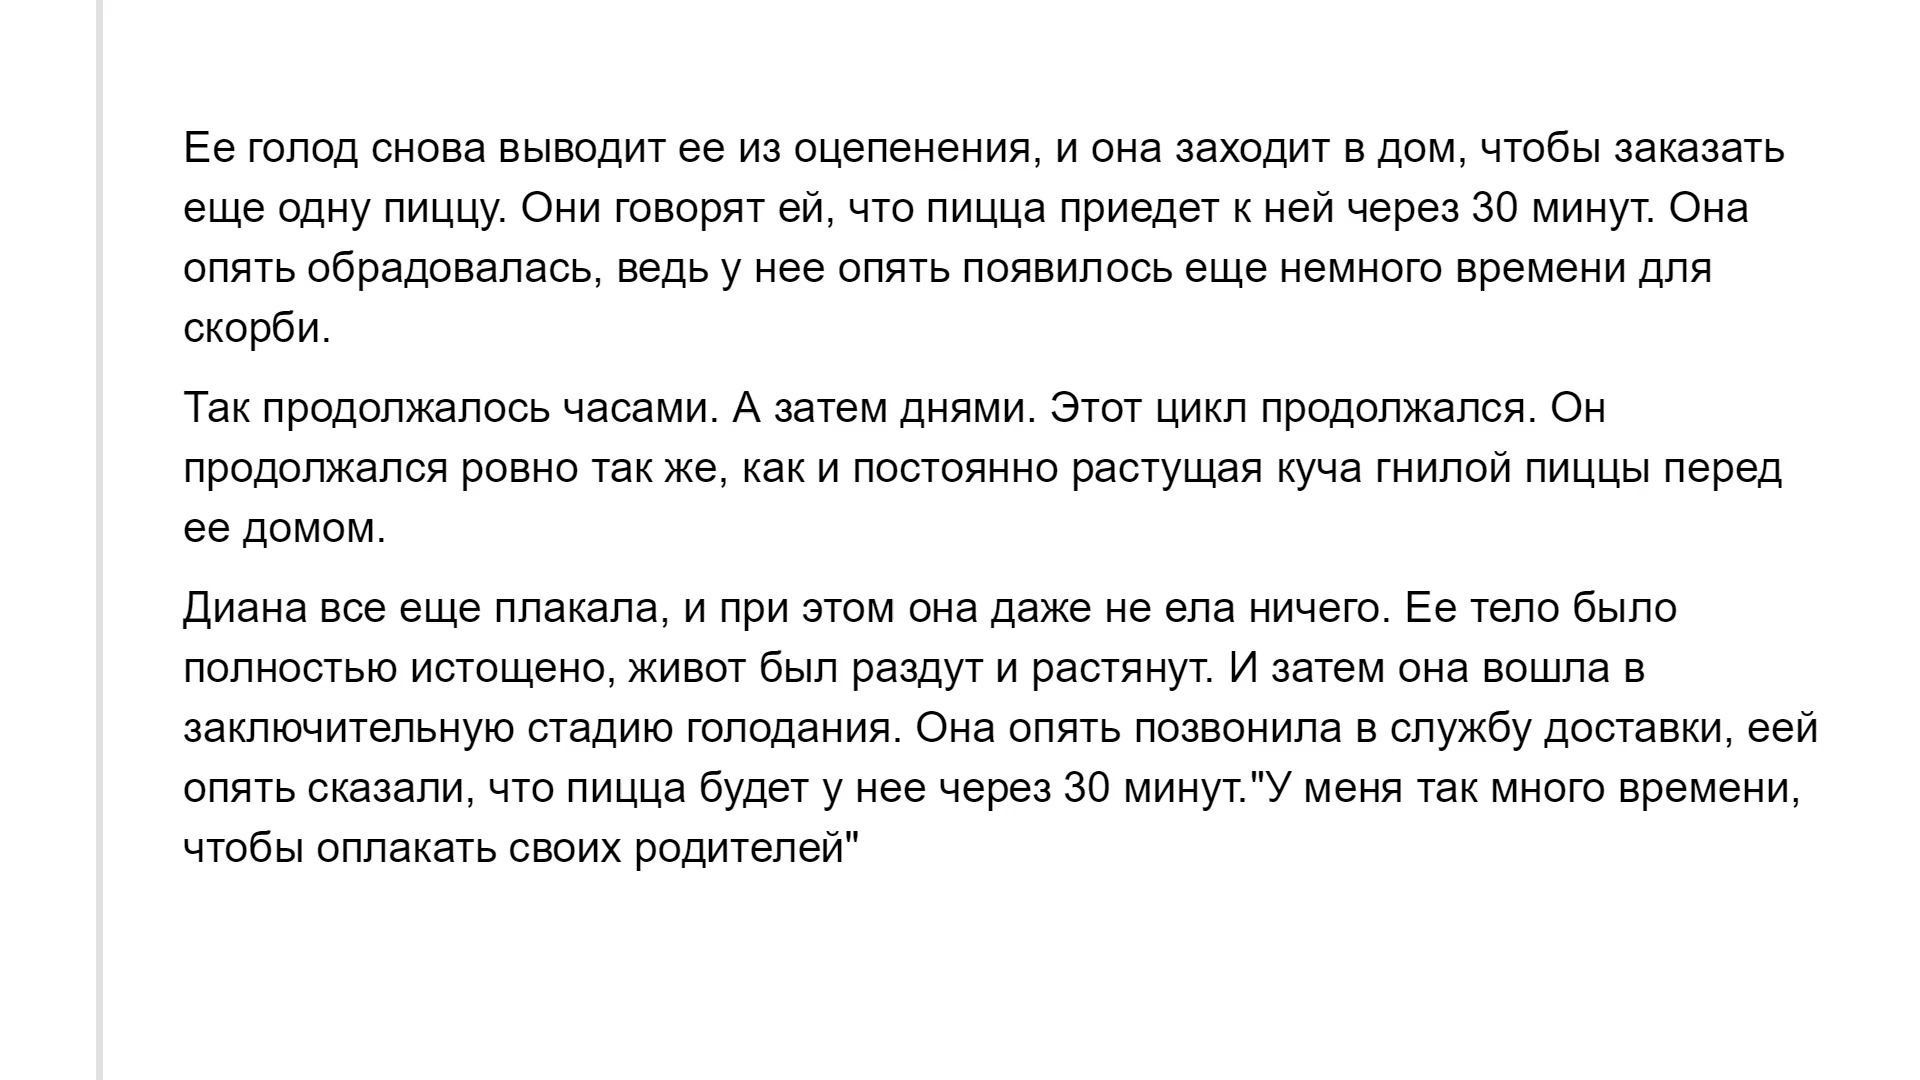 Ее голод снова выводит ее из оцепенения, и она заходит в дом, чтобы заказать
еще одну пиццу. Они говорят ей, что пицца приедет к ней через 30 минут. Она
опять обрадовалась, ведь у нее опять появилось еще немного времени для
скорби.
Так продолжалось часами. А затем днями. Этот цикл продолжался. Он
продолжался ровно так же, как и постоянно растущая куча гнилой пиццы перед
ее домом.
Диана все еще плакала, и при этом она даже не ела ничего. Ее тело было
полностью истощено, живот был раздут и растянут. И затем она вошла в
заключительную стадию голодания. Она опять позвонила в службу доставки, еей
опять сказали, что пицца будет у нее через 30 минут."У меня так много времени,
чтобы оплакать своих родителей"